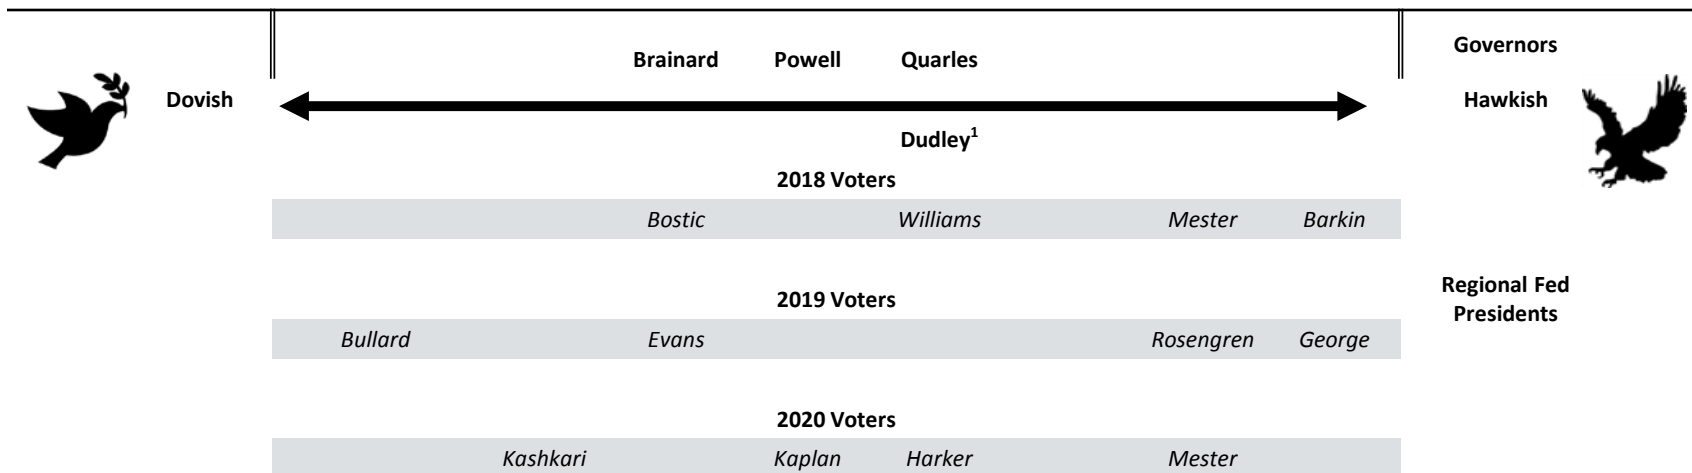 Brainard Powell Quarles Governors
Dovish Hawkish
Dudley¹
2018 Voters
Bostic Williams Mester Barkin
Regional Fed
Presidents
2019 Voters
Bullard Evans Rosengren George
2020 Voters
Kashkari Kaplan Harker Mester